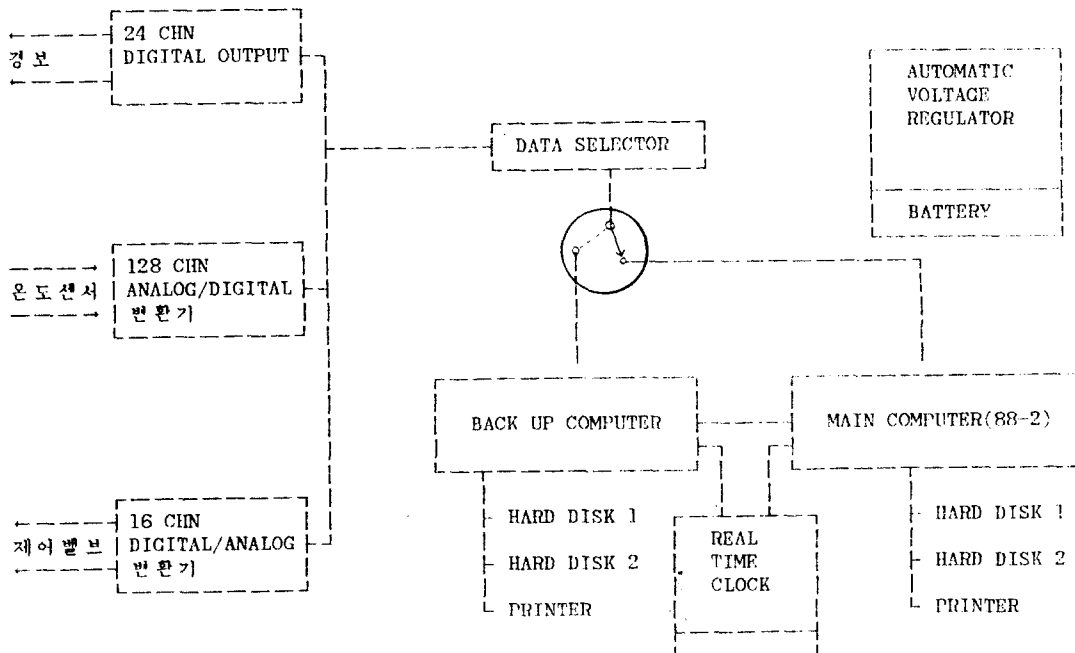 24 CHN
DIGITAL OUTPUT
경보
AUTOMATIC
VOLTAGE
REGULATOR
BATTERY
DATA SELECTOR
128 CHN
ANALOG/DIGITAL
변환기
온도센서
BACK UP COMPUTER
MAIN COMPUTER(88-2)
16 CHN
DIGITAL/ANALOG
변환기
제어밸브
HARD DISK 1
HARD DISK 2
PRINTER
REAL
TIME
CLOCK
HARD DISK 1
HARD DISK 2
PRINTER